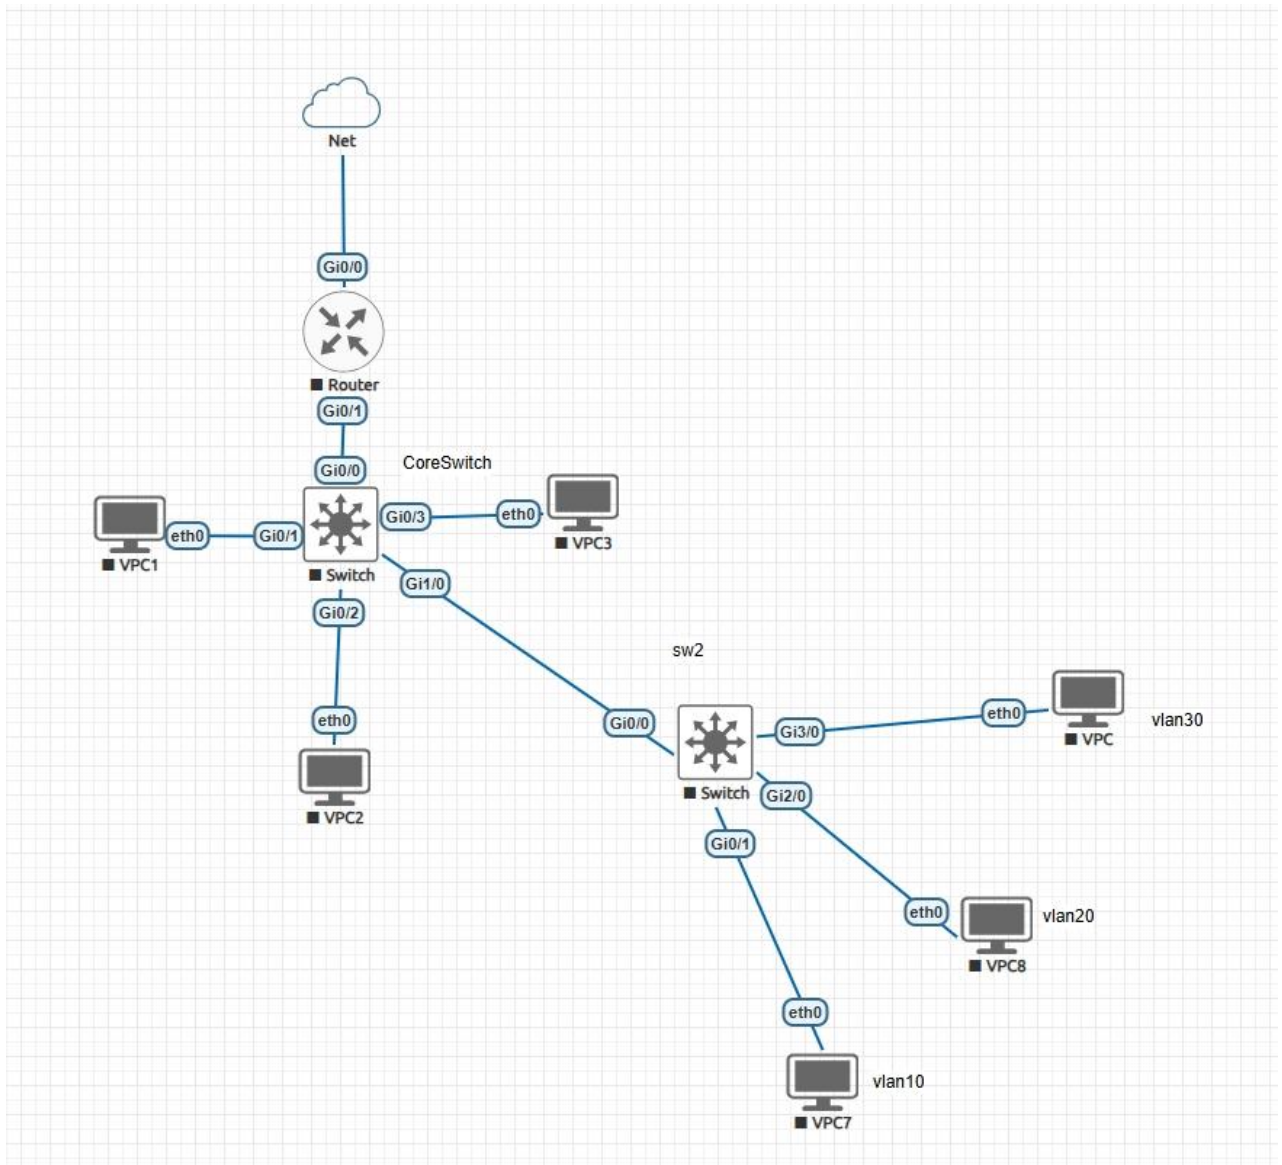 Net
Gi0/0
Router
Gi0/1
Gi0/0
CoreSwitch
eth0
Gi0/1
Gi0/3
eth0
VPC3
VPC1
Switch
Gi1/0
Gi0/2
sw2
eth0
Gi0/0
Gi3/0
eth0
vlan30
VPC
VPC2
Switch
Gi2/0
Gi0/1
eth0
vlan20
VPC8
eth0
vlan10
VPC7